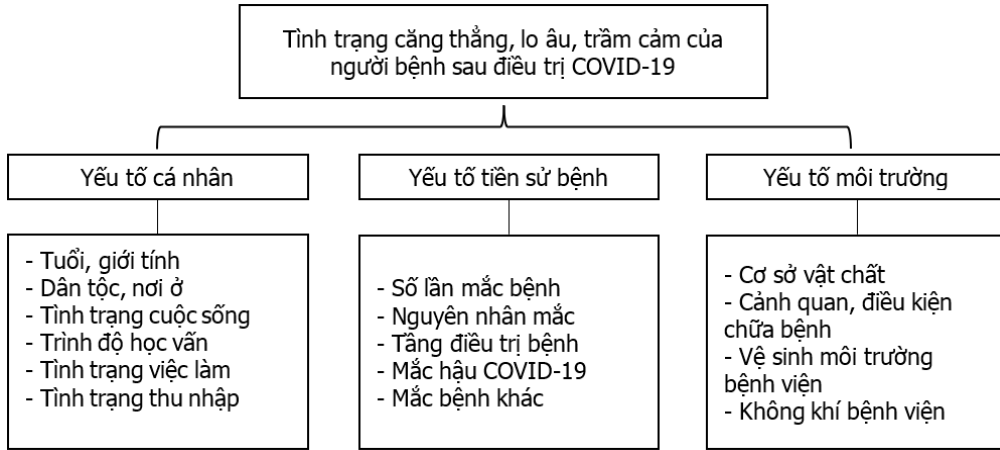 Tình trạng căng thẳng, lo âu, trầm cảm của
người bệnh sau điều trị COVID-19
Yếu tố cá nhân
Yếu tố tiền sử bệnh
Yếu tố môi trường
- Tuổi, giới tính
- Dân tộc, nơi ở
- Tình trạng cuộc sống
- Trình độ học vấn
- Tình trạng việc làm
- Tình trạng thu nhập
- Số lần mắc bệnh
- Nguyên nhân mắc
- Tầng điều trị bệnh
- Mắc hậu COVID-19
- Mắc bệnh khác
- Cơ sở vật chất
- Cảnh quan, điều kiện
chữa bệnh
- Vệ sinh môi trường
bệnh viện
- Không khí bệnh viện